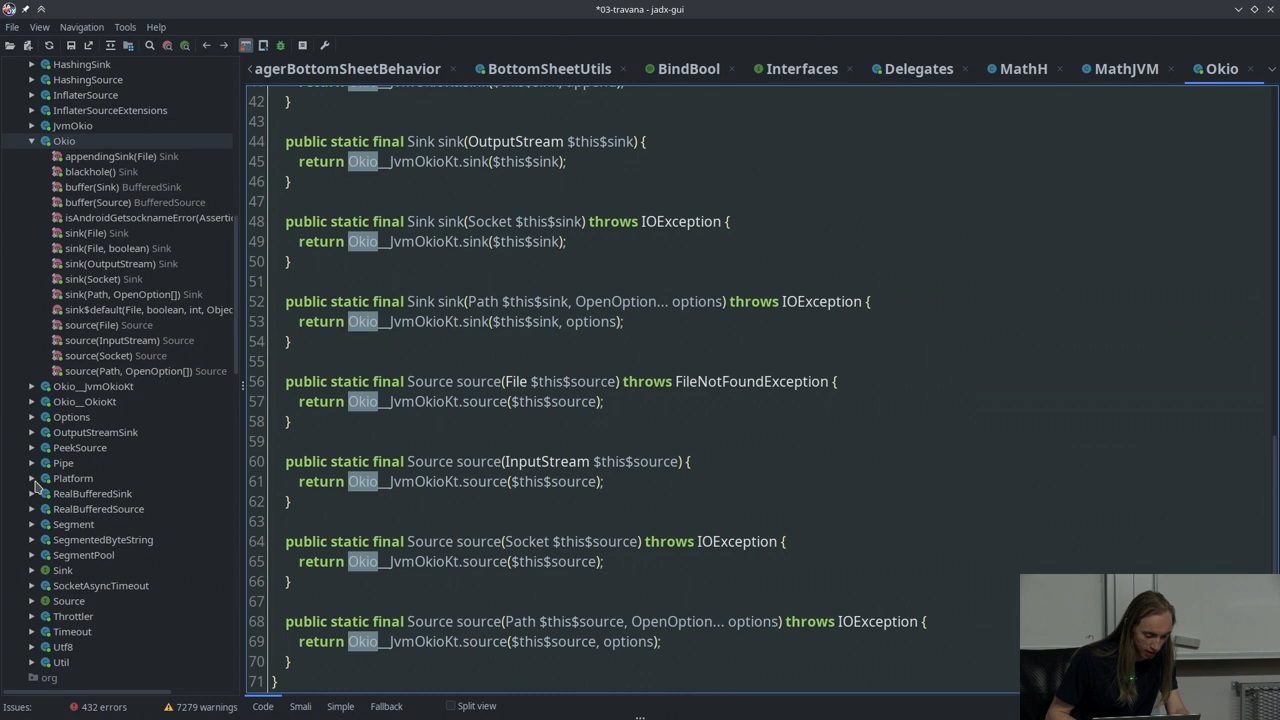 *03-travana - jadx-gui
File View Navigation Tools Help
HashingSink
HashingSource
InflaterSource
InflaterSourceExtensions
JvmOkio
Okio
appendingSink(File) Sink
blackhole() Sink
buffer(Sink) BufferedSink
buffer(Source) BufferedSource
isAndroidGetsocknameError(Asserti
sink(File) Sink
sink(File, boolean) Sink
sink(OutputStream) Sink
sink(Socket) Sink
sink(Path, OpenOption[]) Sink
sink$default(File, boolean, int, Objec
source(File) Source
source(InputStream) Source
source(Socket) Source
source(Path, OpenOption[]) Source
Okio__JvmOkioKt
Okio__OkioKt
Options
OutputStreamSink
PeekSource
Pipe
Platform
RealBufferedSink
RealBufferedSource
Segment
SegmentedByteString
SegmentPool
Sink
SocketAsyncTimeout
Source
Throttler
Timeout
Utf8
Util
org
agerBottomSheetBehavior BottomSheetUtils BindBool Interfaces Delegates MathH MathJVM Okio
42 }
43
44 public static final Sink sink(OutputStream $this$sink) {
45 return Okio__JvmOkioKt.sink($this$sink);
46 }
47
48 public static final Sink sink(Socket $this$sink) throws IOException {
49 return Okio__JvmOkioKt.sink($this$sink);
50 }
51
52 public static final Sink sink(Path $this$sink, OpenOption... options) throws IOException {
53 return Okio__JvmOkioKt.sink($this$sink, options);
54 }
55
56 public static final Source source(File $this$source) throws FileNotFoundException {
57 return Okio__JvmOkioKt.source($this$source);
58 }
59
60 public static final Source source(InputStream $this$source) {
61 return Okio__JvmOkioKt.source($this$source);
62 }
63
64 public static final Source source(Socket $this$source) throws IOException {
65 return Okio__JvmOkioKt.source($this$source);
66 }
67
68 public static final Source source(Path $this$source, OpenOption... options) throws IOException {
69 return Okio__JvmOkioKt.source($this$source, options);
70 }
71 }
Issues: 432 errors 7279 warnings Code Smali Simple Fallback Split view